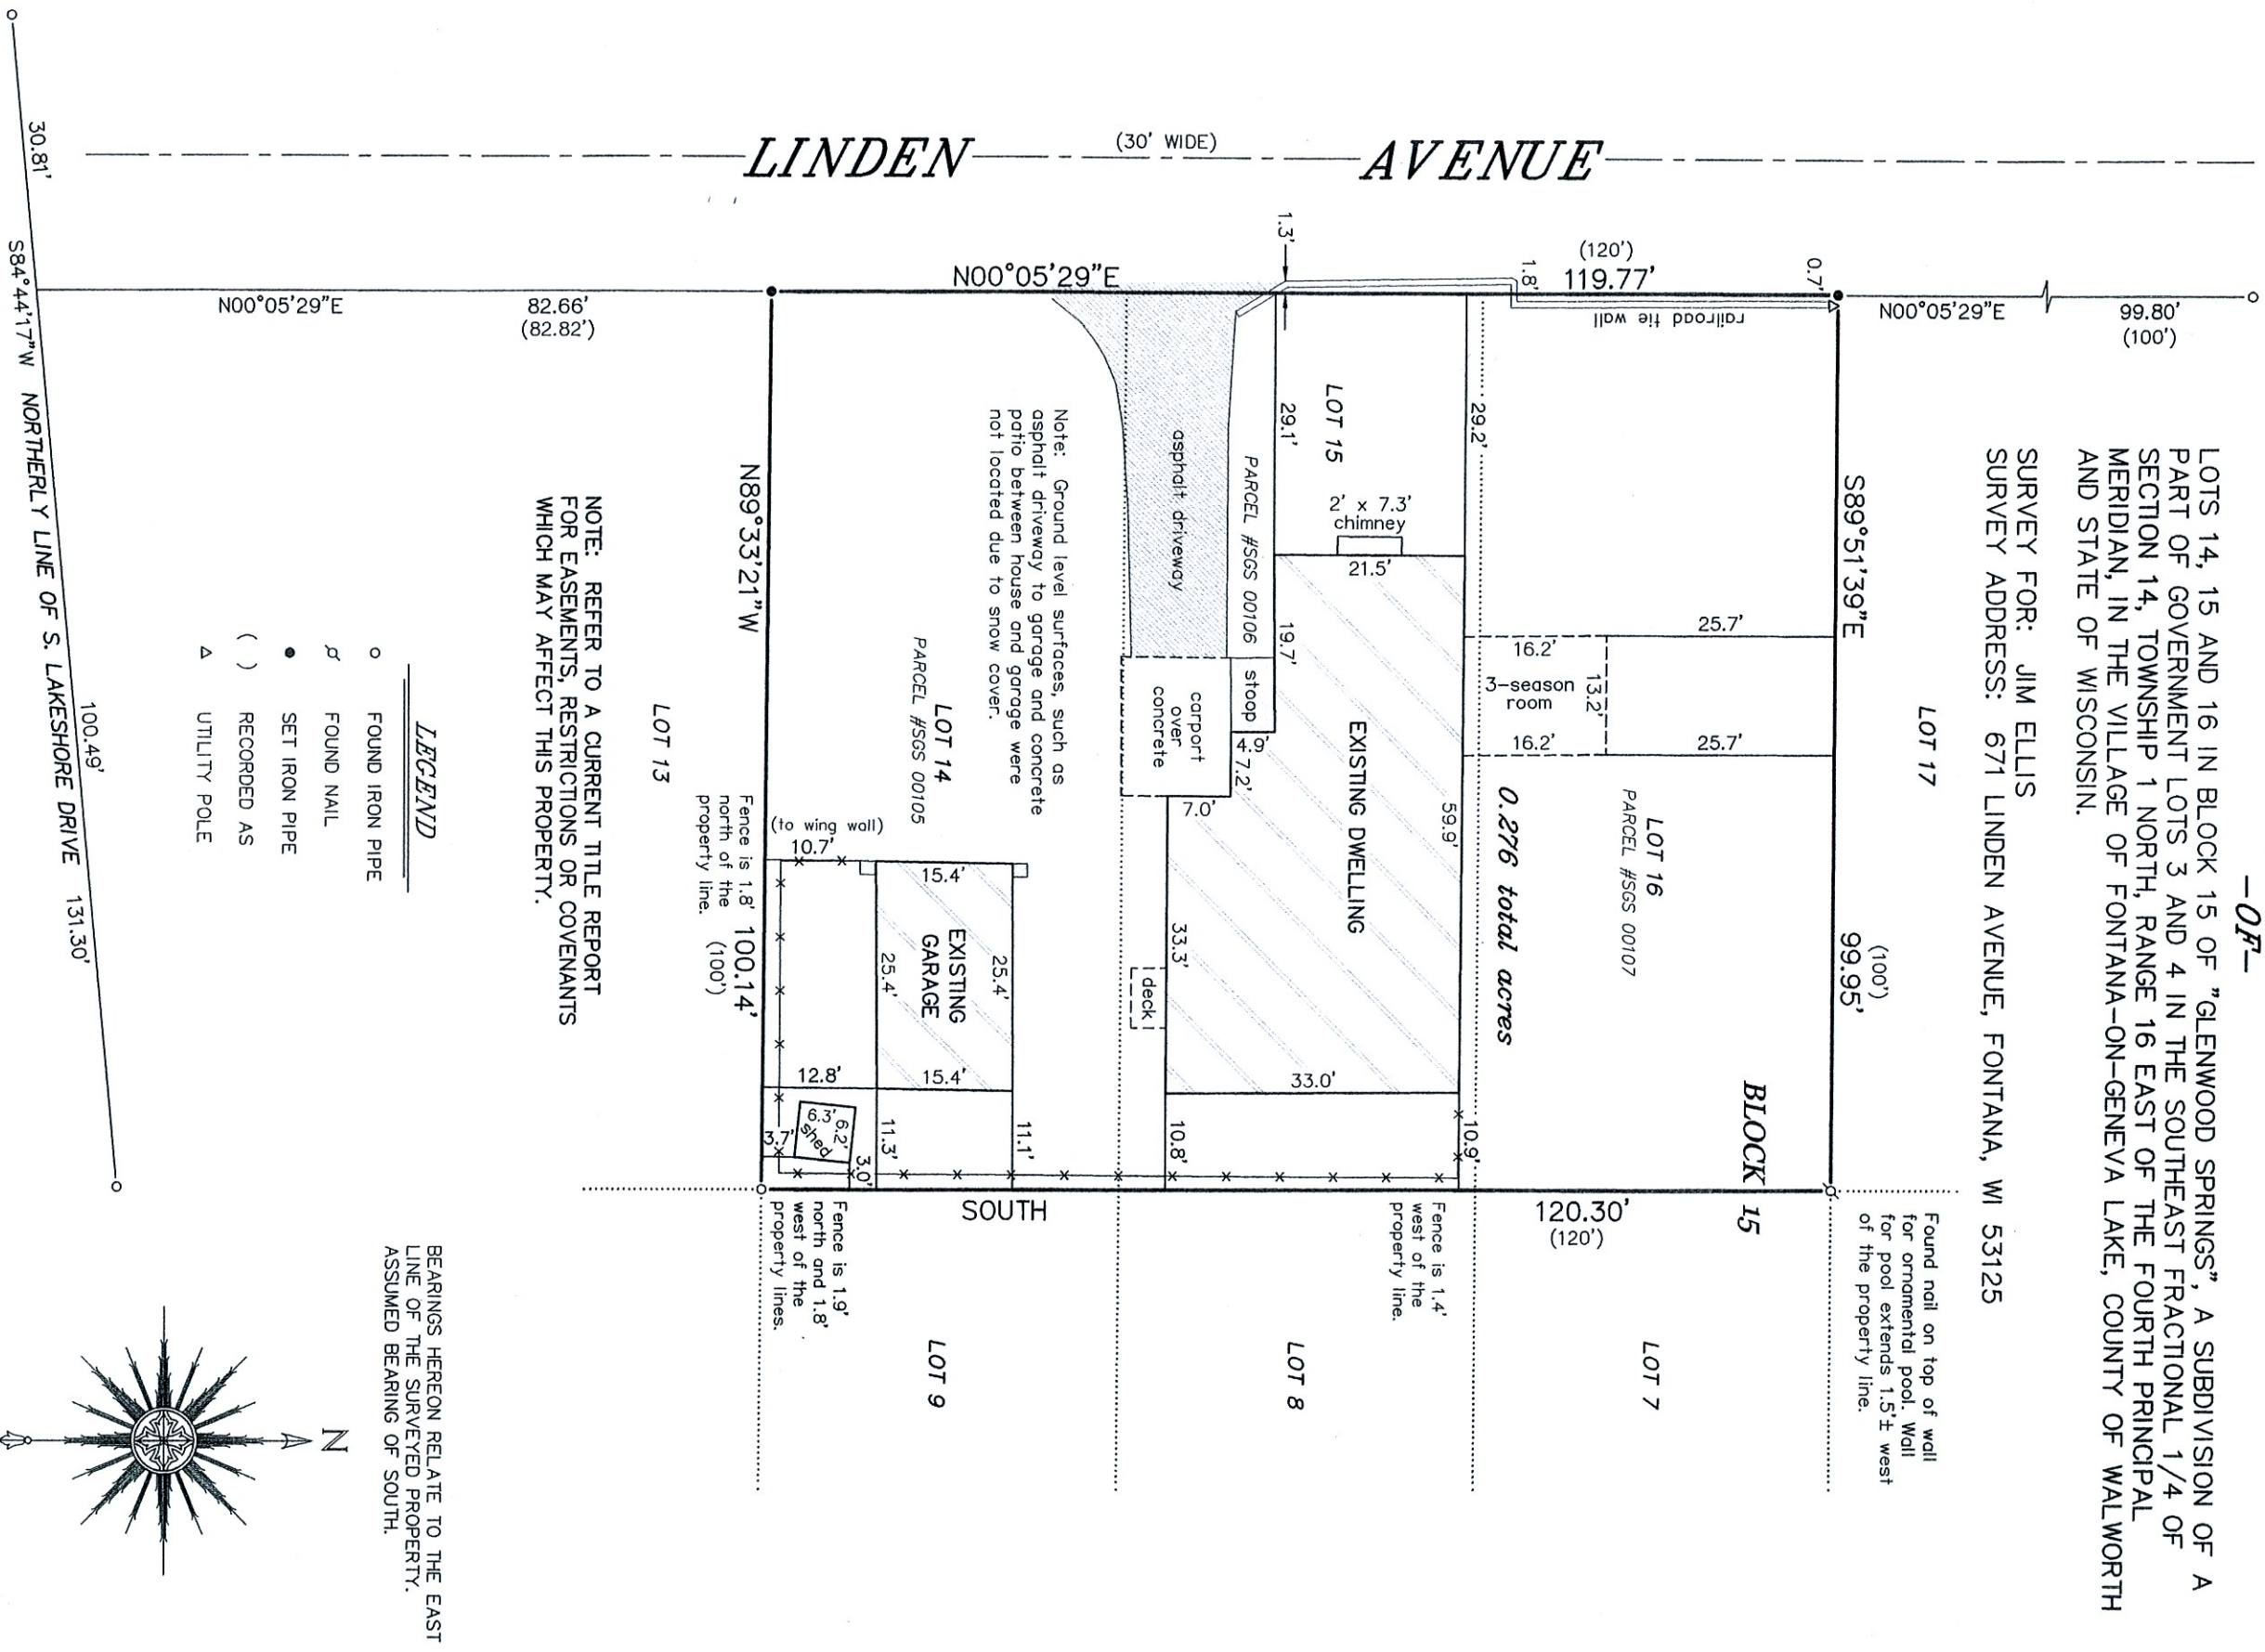 —OF—
LOTS 14, 15 AND 16 IN BLOCK 15 OF "GLENWOOD SPRINGS", A SUBDIVISION OF A
PART OF GOVERNMENT LOTS 3 AND 4 IN THE SOUTHEAST FRACTIONAL 1/4 OF
SECTION 14, TOWNSHIP 1 NORTH, RANGE 16 EAST OF THE FOURTH PRINCIPAL
MERIDIAN, IN THE VILLAGE OF FONTANA-ON-GENEVA LAKE, COUNTY OF WALWORTH
AND STATE OF WISCONSIN.
SURVEY FOR: JIM ELLIS
SURVEY ADDRESS: 671 LINDEN AVENUE, FONTANA, WI 53125
99.80'
(100')
N00°05'29"E
LOT 17
S89°51'39"E
(100')
99.95'
Found nail on top of wall
for ornamental pool. Wall
for pool extends 1.5'± west
of the property line.
0.7'
(120')
119.77'
1.8'
railroad tie wall
25.7'
25.7'
16.2'
13.2'
16.2'
3-season
room
LOT 16
PARCEL #SGS 00107
BLOCK 15
120.30'
(120')
LOT 7
0.276 total acres
29.2'
59.9'
10.9'
Fence is 1.4'
west of the
property line.
LINDEN AVENUE
(30' WIDE)
1.3'
LOT 15
29.1'
2' x 7.3'
chimney
21.5'
EXISTING DWELLING
33.0'
LOT 8
PARCEL #SGS 00106
19.7'
stoop
4.9'
7.2'
7.0'
asphalt driveway
carport
over
concrete
33.3'
deck
10.8'
N00°05'29"E
Note: Ground level surfaces, such as
asphalt driveway to garage and concrete
patio between house and garage were
not located due to snow cover.
SOUTH
LOT 14
PARCEL #SGS 00105
(to wing wall)
10.7'
15.4'
25.4'
EXISTING
GARAGE
25.4'
15.4'
11.1'
11.3'
12.8'
6.3'
6.2'
shed
3.7'
3.0'
LOT 9
Fence is 1.9'
north and 1.8'
west of the
property lines.
N89°33'21"W
100.14'
(100')
Fence is 1.8'
north of the
property line.
LOT 13
NOTE: REFER TO A CURRENT TITLE REPORT
FOR EASEMENTS, RESTRICTIONS OR COVENANTS
WHICH MAY AFFECT THIS PROPERTY.
82.66'
(82.82')
N00°05'29"E
LEGEND
FOUND IRON PIPE
FOUND NAIL
SET IRON PIPE
( ) RECORDED AS
UTILITY POLE
BEARINGS HEREON RELATE TO THE EAST
LINE OF THE SURVEYED PROPERTY.
ASSUMED BEARING OF SOUTH.
N
30.81'
100.49'
S84°44'17"W NORTHERLY LINE OF S. LAKESHORE DRIVE 131.30'